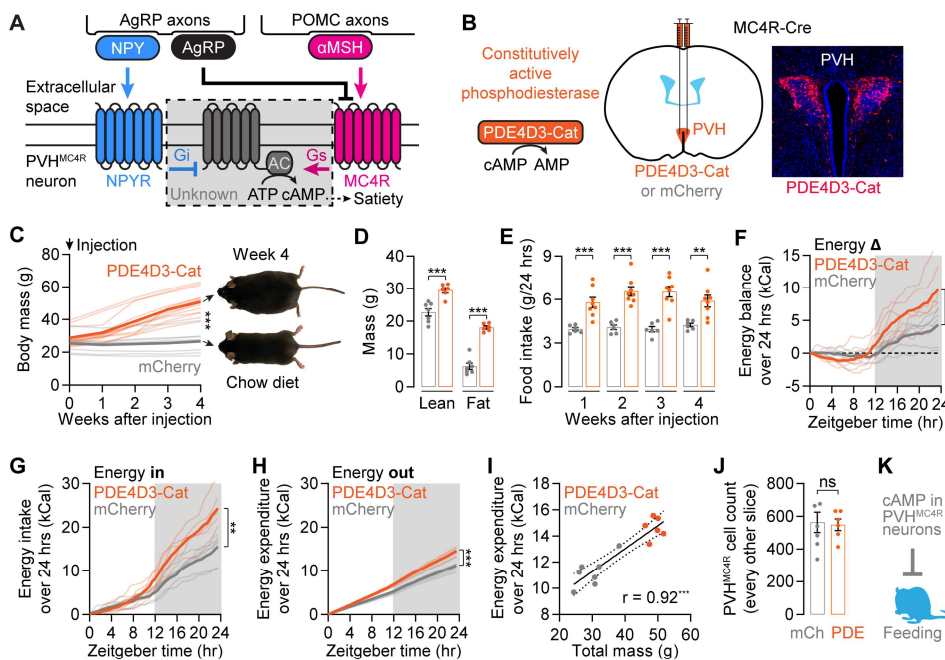 A
AgRP axons
POMC axons
NPY
AgRP
αMSH
Extracellular
space
PVHMC4R
neuron
Gi
AC
Gs
NPYR
Unknown
ATP cAMP
Satiety
MC4R
B
MC4R-Cre
Constitutively
active
phosphodiesterase
PDE4D3-Cat
cAMP AMP
PVH
PDE4D3-Cat
or mCherry
PVH
PDE4D3-Cat
C
Injection
Body mass (g)
80
60
40
20
0
PDE4D3-Cat
***
mCherry
0 1 2 3 4
Weeks after injection
Week 4
Chow diet
D
Mass (g)
40
30
20
10
0
***
***
Lean Fat
E
Food intake (g/24 hrs)
9
6
3
0
*** *** *** **
1 2 3 4
Weeks after injection
F
Energy Δ
PDE4D3-Cat
mCherry
Energy balance
over 24 hrs (kCal)
15
10
5
0
-5
0 4 8 12 16 20 24
Zeitgeber time (hr)
G
Energy in
PDE4D3-Cat
mCherry
Energy intake
over 24 hrs (kCal)
30
20
10
0
**
0 4 8 12 16 20 24
Zeitgeber time (hr)
H
Energy out
PDE4D3-Cat
mCherry
Energy expenditure
over 24 hrs (kCal)
30
20
10
0
***
0 4 8 12 16 20 24
Zeitgeber time (hr)
I
PDE4D3-Cat
mCherry
Energy expenditure
over 24 hrs (kCal)
18
16
14
12
10
8
r = 0.92***
20 30 40 50 60
Total mass (g)
J
ns
PVHMC4R cell count
(every other slice)
800
600
400
200
0
mCh PDE
K
cAMP in
PVHMC4R
neurons
Feeding